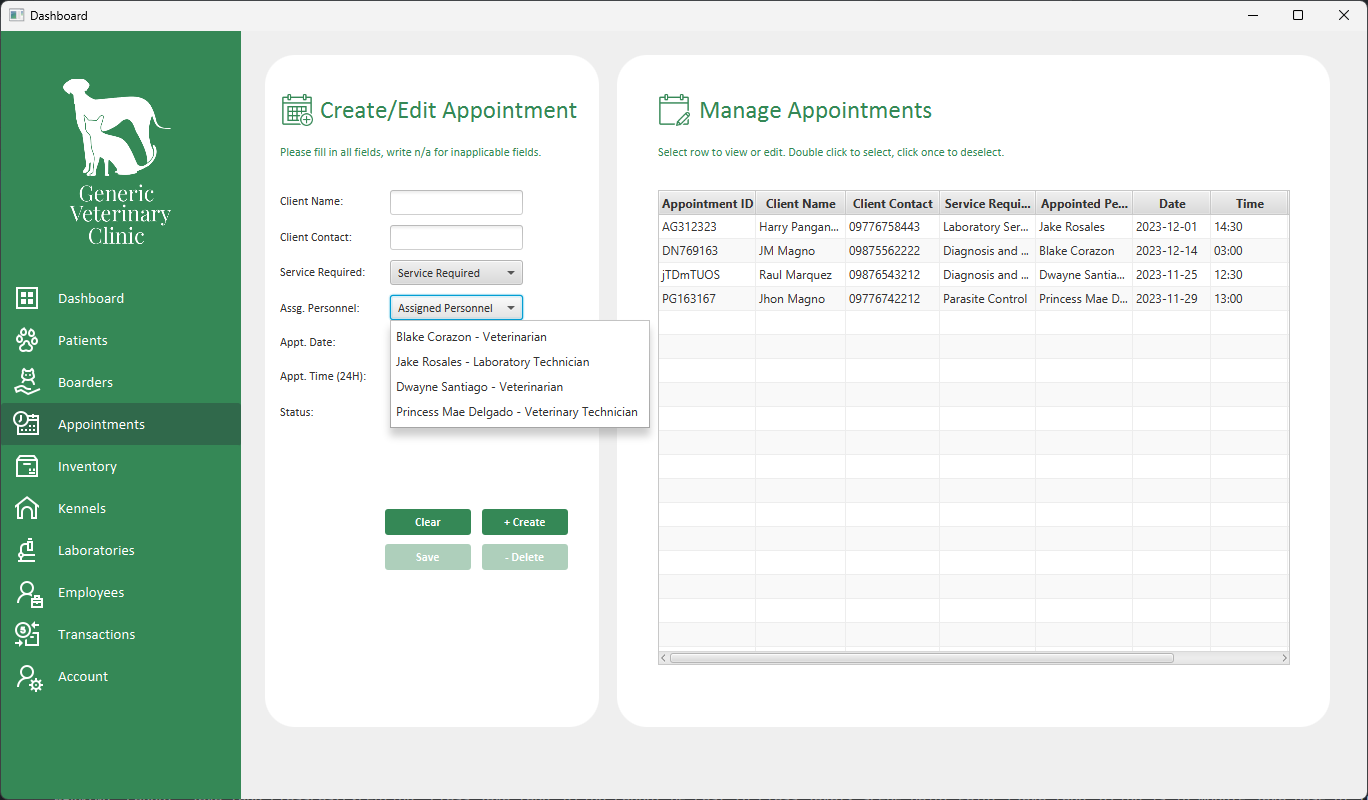 Dashboard
Generic
Veterinary
Clinic
Dashboard
Patients
Boarders
Appointments
Inventory
Kennels
Laboratories
Employees
Transactions
Account
Create/Edit Appointment
Please fill in all fields, write n/a for inapplicable fields.
Client Name:
Client Contact:
Service Required: Service Required
Assg. Personnel: Assigned Personnel
Blake Corazon - Veterinarian
Jake Rosales - Laboratory Technician
Dwayne Santiago - Veterinarian
Princess Mae Delgado - Veterinary Technician
Appt. Date:
Appt. Time (24H):
Status:
Clear + Create
Save - Delete
Manage Appointments
Select row to view or edit. Double click to select, click once to deselect.
Appointment ID Client Name Client Contact Service Requi... Appointed Pe... Date Time
AG312323 Harry Pangan... 09776758443 Laboratory Ser... Jake Rosales 2023-12-01 14:30
DN769163 JM Magno 09875562222 Diagnosis and ... Blake Corazon 2023-12-14 03:00
jTDmTUOS Raul Marquez 09876543212 Diagnosis and ... Dwayne Santia... 2023-11-25 12:30
PG163167 Jhon Magno 09776742212 Parasite Control Princess Mae D... 2023-11-29 13:00